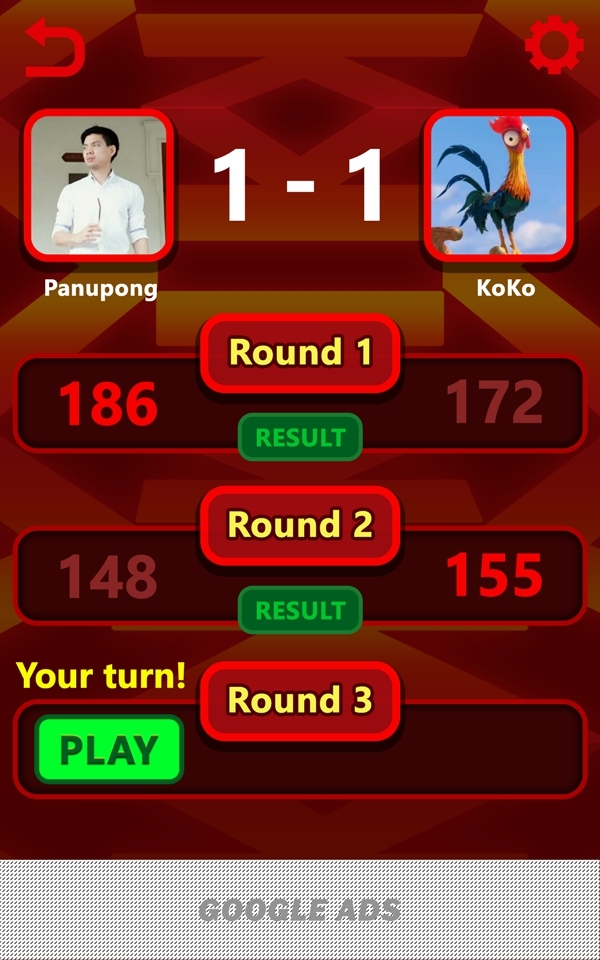 1 - 1
Panupong
KoKo
Round 1
186
172
RESULT
Round 2
148
155
RESULT
Your turn!
Round 3
PLAY
GOOGLE ADS